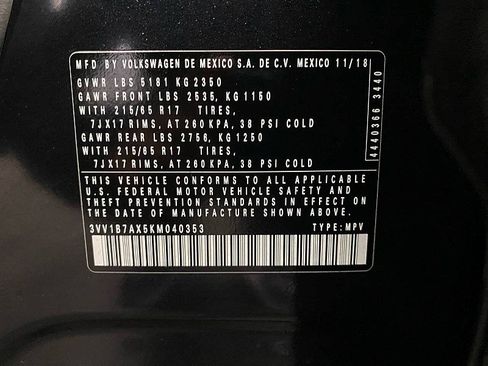 MFD BY VOLKSWAGEN DE MEXICO S.A. DE C.V. MEXICO 11/18
GVWR LBS 5181 KG 2350
GAWR FRONT LBS 2535, KG 1150
WITH 215/65 R17 TIRES,
7JX17 RIMS, AT 260 KPA, 38 PSI COLD
GAWR REAR LBS 2756, KG 1250
WITH 215/65 R17 TIRES,
7JX17 RIMS, AT 260 KPA, 38 PSI COLD
THIS VEHICLE CONFORMS TO ALL APPLICABLE
U.S. FEDERAL MOTOR VEHICLE SAFETY AND
THEFT PREVENTION STANDARDS IN EFFECT ON
THE DATE OF MANUFACTURE SHOWN ABOVE.
3VV1B7AX5KM040353 TYPE: MPV
4440366 3440